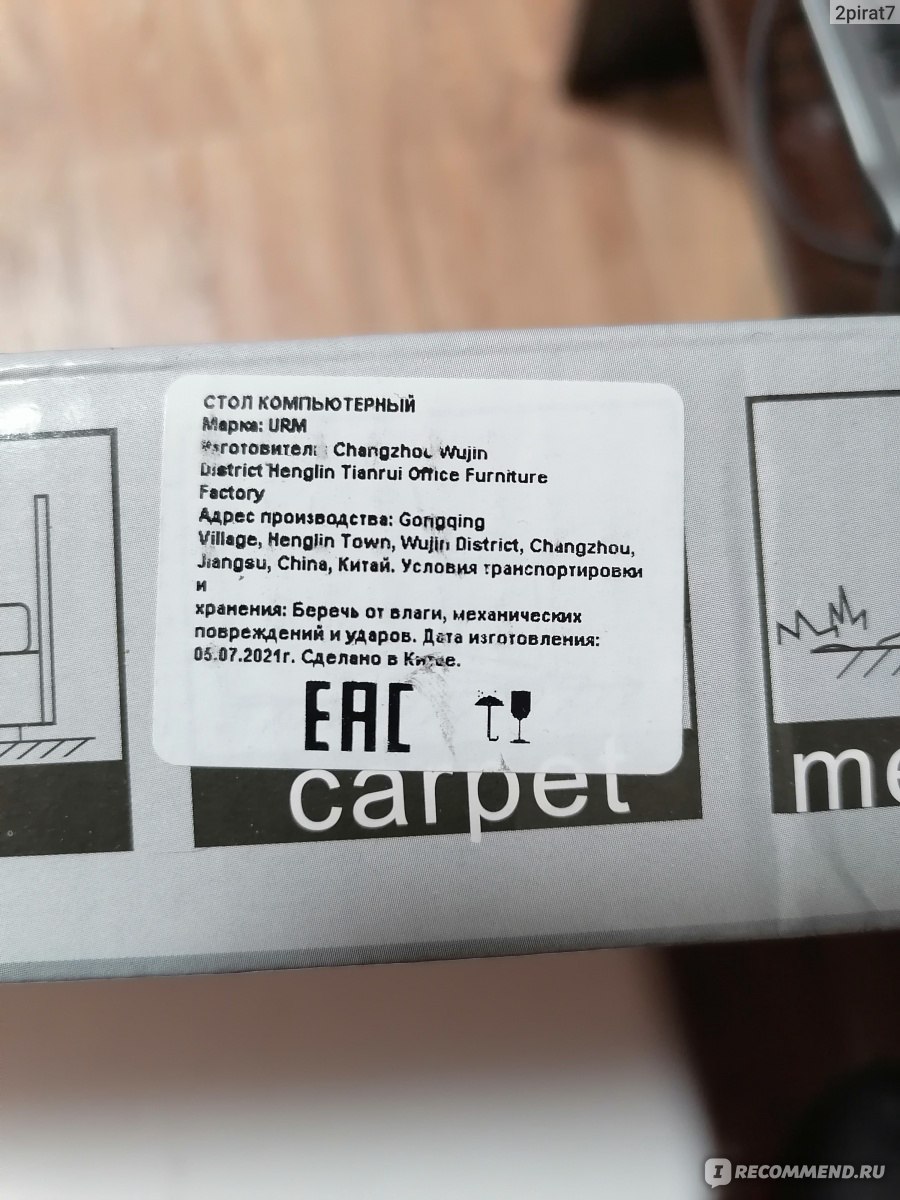 2pirat7
СТОЛ КОМПЬЮТЕРНЫЙ
Марка: URM
Изготовитель: Changzhou Wujin
District Henglin Tianrui Office Furniture
Factory
Адрес производства: Gongqing
Village, Henglin Town, Wujin District, Changzhou,
Jiangsu, China, Китай. Условия транспортировки
и
хранения: Беречь от влаги, механических
повреждений и ударов. Дата изготовления:
05.07.2021г. Сделано в Китае.
EAC
carpet
me
IRECOMMEND.RU